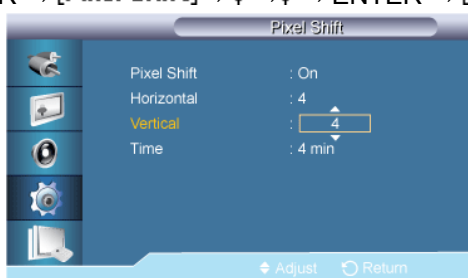 Pixel Shift
Pixel Shift : On
Horizontal : 4
Vertical : 4
Time : 4 min
Adjust Return